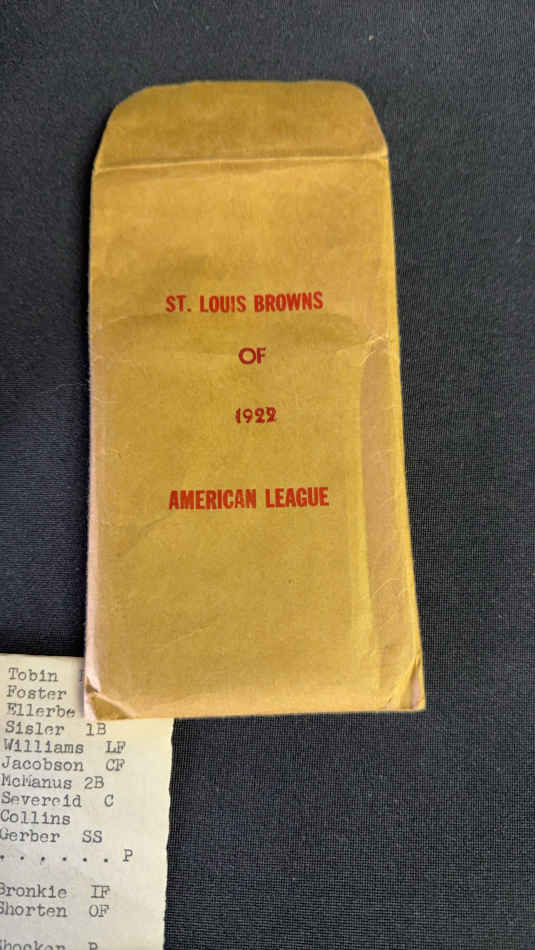 ST. LOUIS BROWNS
OF
1922
AMERICAN LEAGUE
Tobin
Foster
Ellerbe
Sisler 1B
Williams LF
Jacobson CF
McManus 2B
Severeid C
Collins
Gerber SS
. . . . . . P
Bronkie IF
Shorten OF
Shocker P